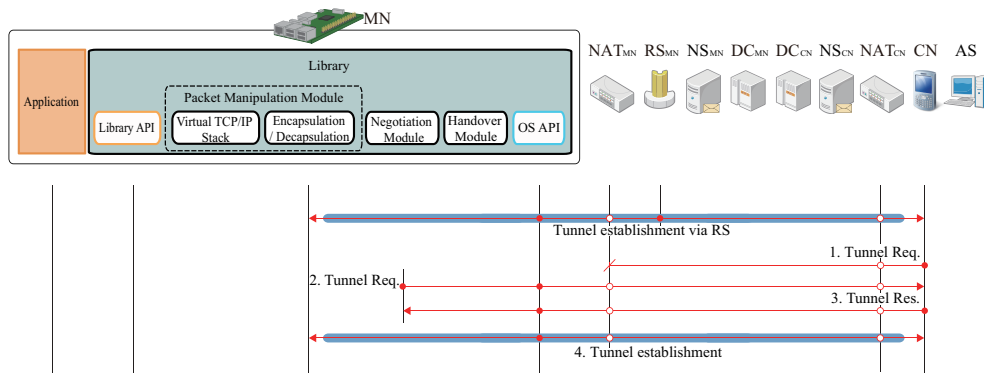 MN
NATMN RSMN NSMN DCMN DCCN NSCN NATCN CN AS
Library
Application
Packet Manipulation Module
Library API
Virtual TCP/IP
Stack
Encapsulation
/ Decapsulation
Negotiation
Module
Handover
Module
OS API
Tunnel establishment via RS
1. Tunnel Req.
2. Tunnel Req.
3. Tunnel Res.
4. Tunnel establishment